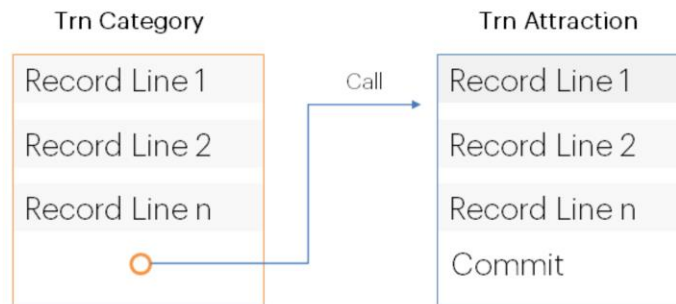 Trn Category
Record Line 1
Record Line 2
Record Line n
Call
Trn Attraction
Record Line 1
Record Line 2
Record Line n
Commit